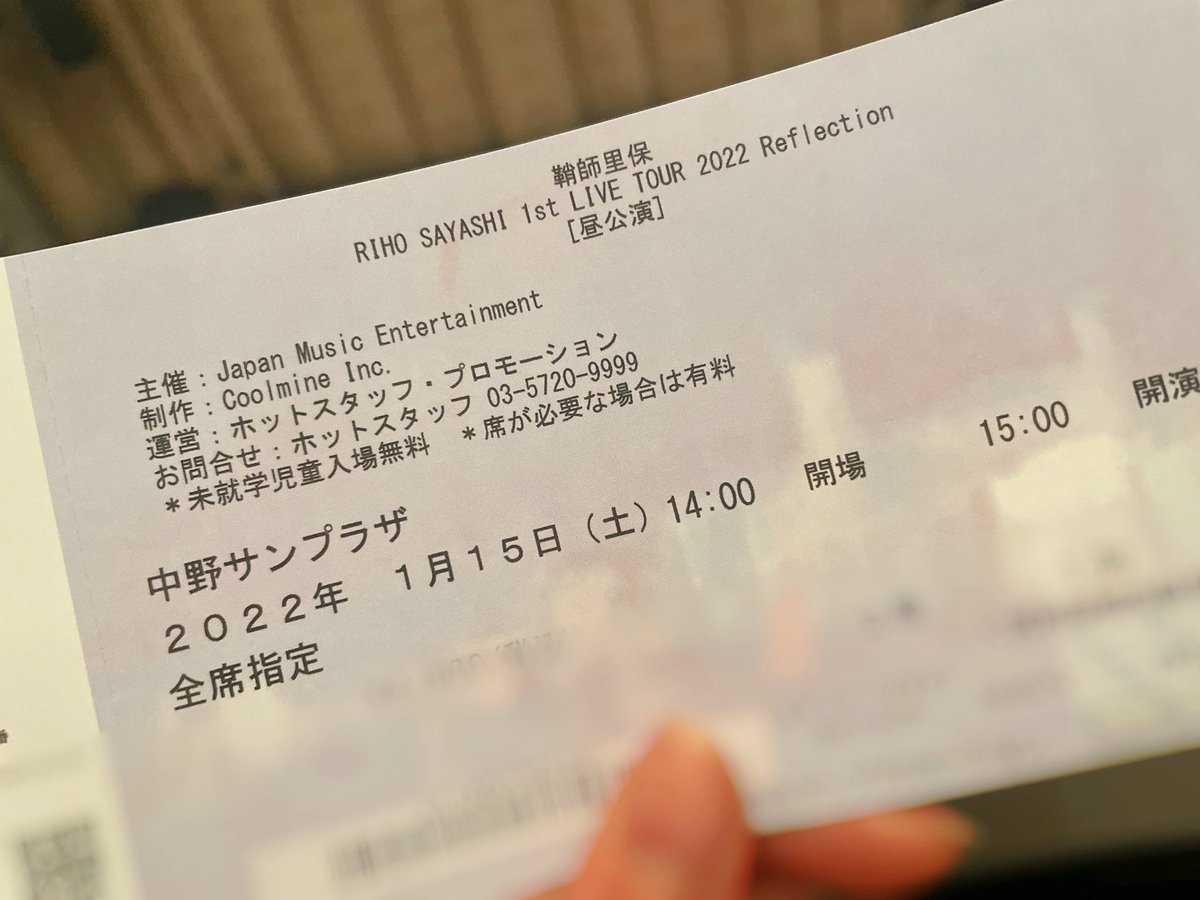 鞘師里保
RIHO SAYASHI 1st LIVE TOUR 2022 Reflection
[昼公演]
主催：Japan Music Entertainment
制作：Coolmine Inc.
運営：ホットスタッフ・プロモーション
お問合せ：ホットスタッフ 03-5720-9999
＊未就学児童入場無料　＊席が必要な場合は有料
中野サンプラザ
２０２２年　１月１５日（土）14:00　開場　15:00　開演
全席指定
番